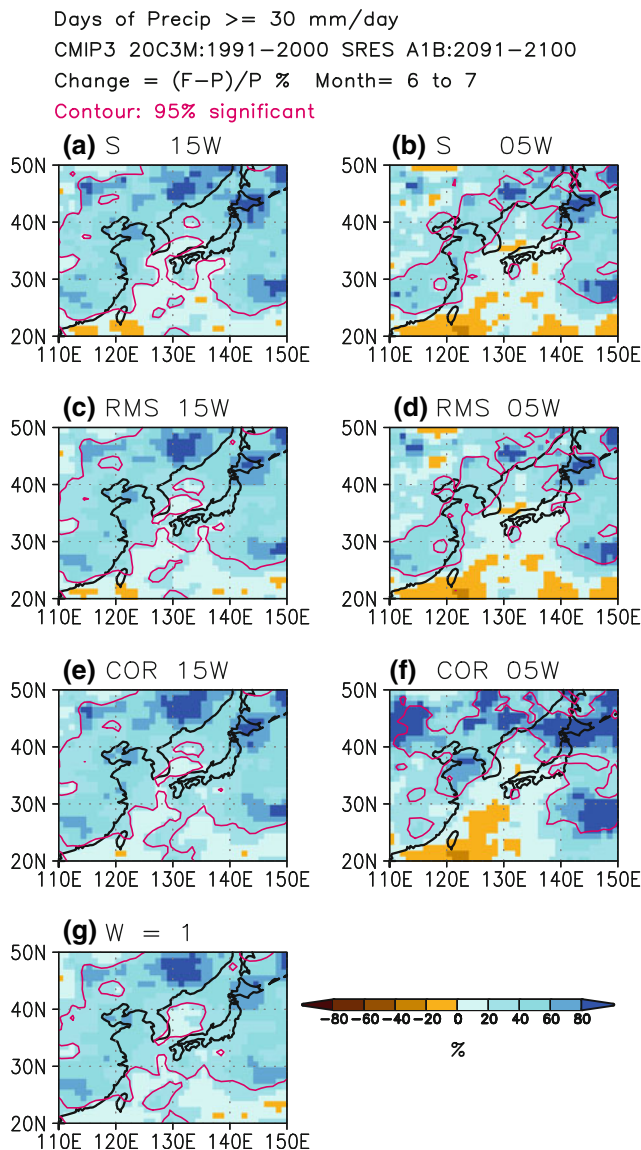 Days of Precip >= 30 mm/day
CMIP3 20C3M:1991−2000 SRES A1B:2091−2100
Change = (F−P)/P % Month= 6 to 7
Contour: 95% significant
(a) S 15W
(b) S 05W
50N
40N
30N
20N
110E 120E 130E 140E 150E
50N
40N
30N
20N
110E 120E 130E 140E 150E
(c) RMS 15W
(d) RMS 05W
50N
40N
30N
20N
110E 120E 130E 140E 150E
50N
40N
30N
20N
110E 120E 130E 140E 150E
(e) COR 15W
(f) COR 05W
50N
40N
30N
20N
110E 120E 130E 140E 150E
50N
40N
30N
20N
110E 120E 130E 140E 150E
(g) W = 1
50N
40N
30N
20N
110E 120E 130E 140E 150E
−80 −60 −40 −20 0 20 40 60 80
%